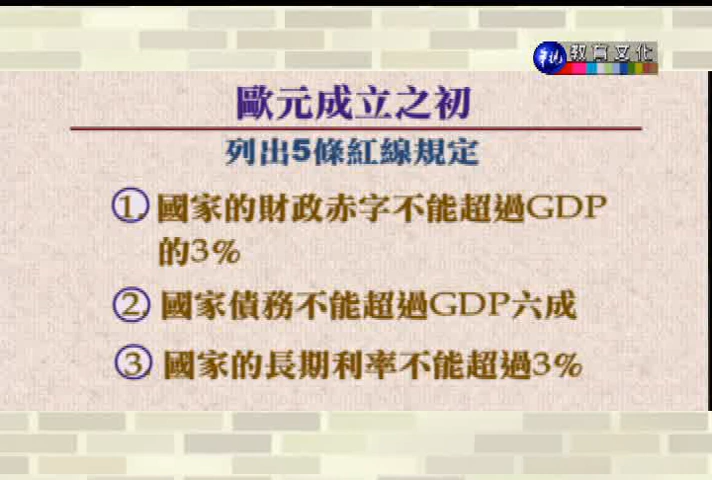 華視 教育文化
歐元成立之初
列出5條紅線規定
① 國家的財政赤字不能超過GDP
的3%
② 國家債務不能超過GDP六成
③ 國家的長期利率不能超過3%